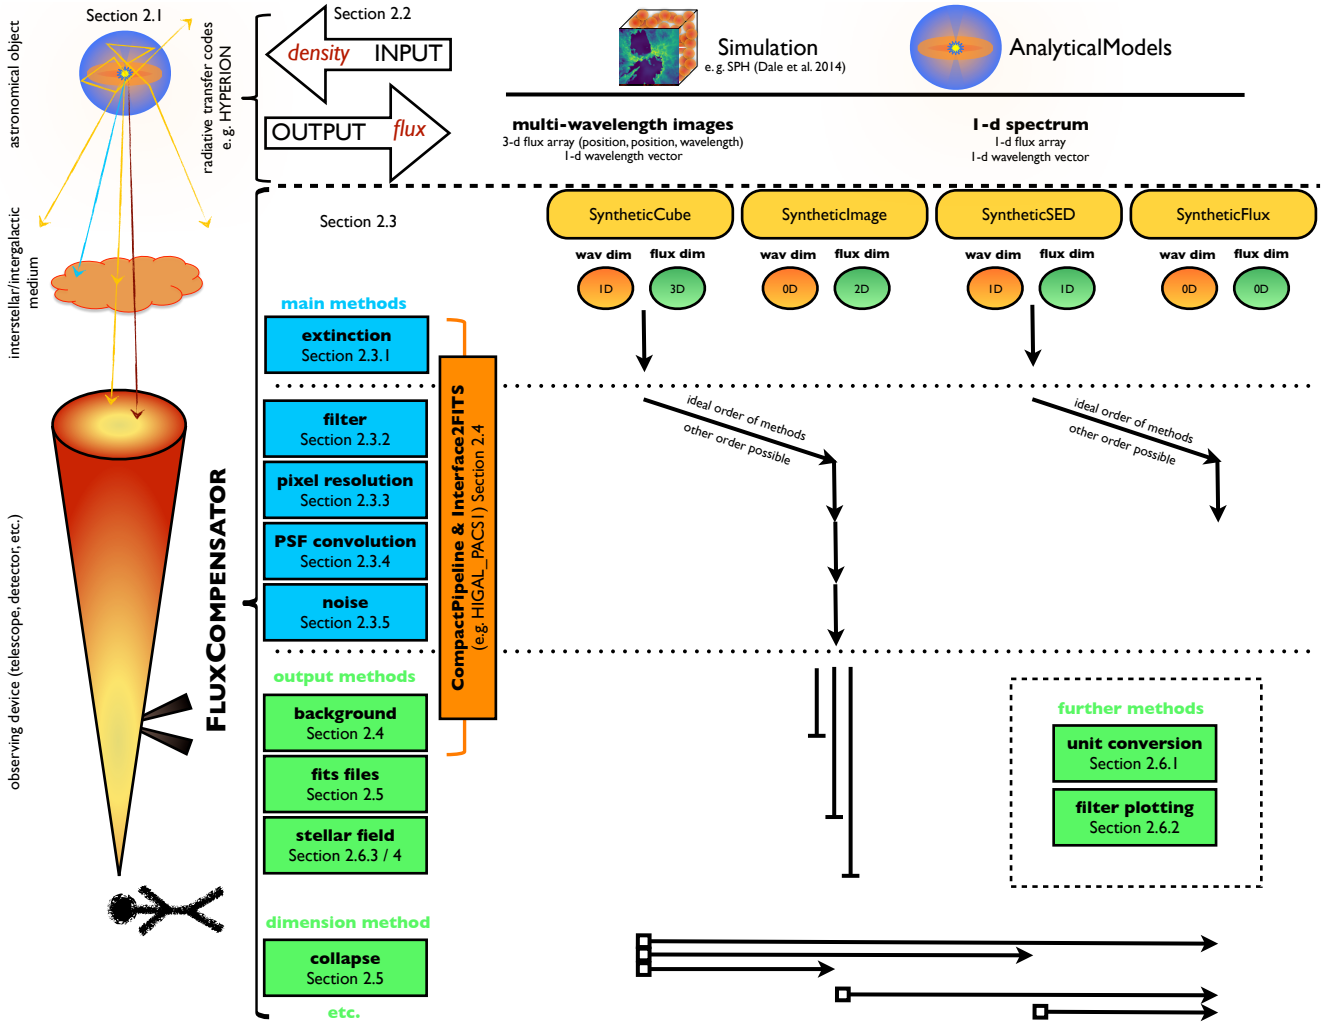 Section 2.1
astronomical object
radiative transfer codes
e. g. HYPERION
Section 2.2
density INPUT
OUTPUT flux
Simulation
e. g. SPH (Dale et al. 2014)
AnalyticalModels
multi-wavelength images
3-d flux array (position, position, wavelength)
1-d wavelength vector
1-d spectrum
1-d flux array
1-d wavelength vector
interstellar/intergalactic
medium
observing device (telescope, detector, etc.)
FLUXCOMPENSATOR
Section 2.3
SyntheticCube
SyntheticImage
SyntheticSED
SyntheticFlux
wav dim
flux dim
wav dim
flux dim
wav dim
flux dim
wav dim
flux dim
1D
3D
0D
2D
1D
1D
0D
0D
main methods
extinction
Section 2.3.1
filter
Section 2.3.2
pixel resolution
Section 2.3.3
PSF convolution
Section 2.3.4
noise
Section 2.3.5
CompactPipeline & Interface2FITS
(e.g. HIGAL_PACS1) Section 2.4
ideal order of methods
other order possible
ideal order of methods
other order possible
output methods
background
Section 2.4
fits files
Section 2.5
stellar field
Section 2.6.3 / 4
further methods
unit conversion
Section 2.6.1
filter plotting
Section 2.6.2
dimension method
collapse
Section 2.5
etc.